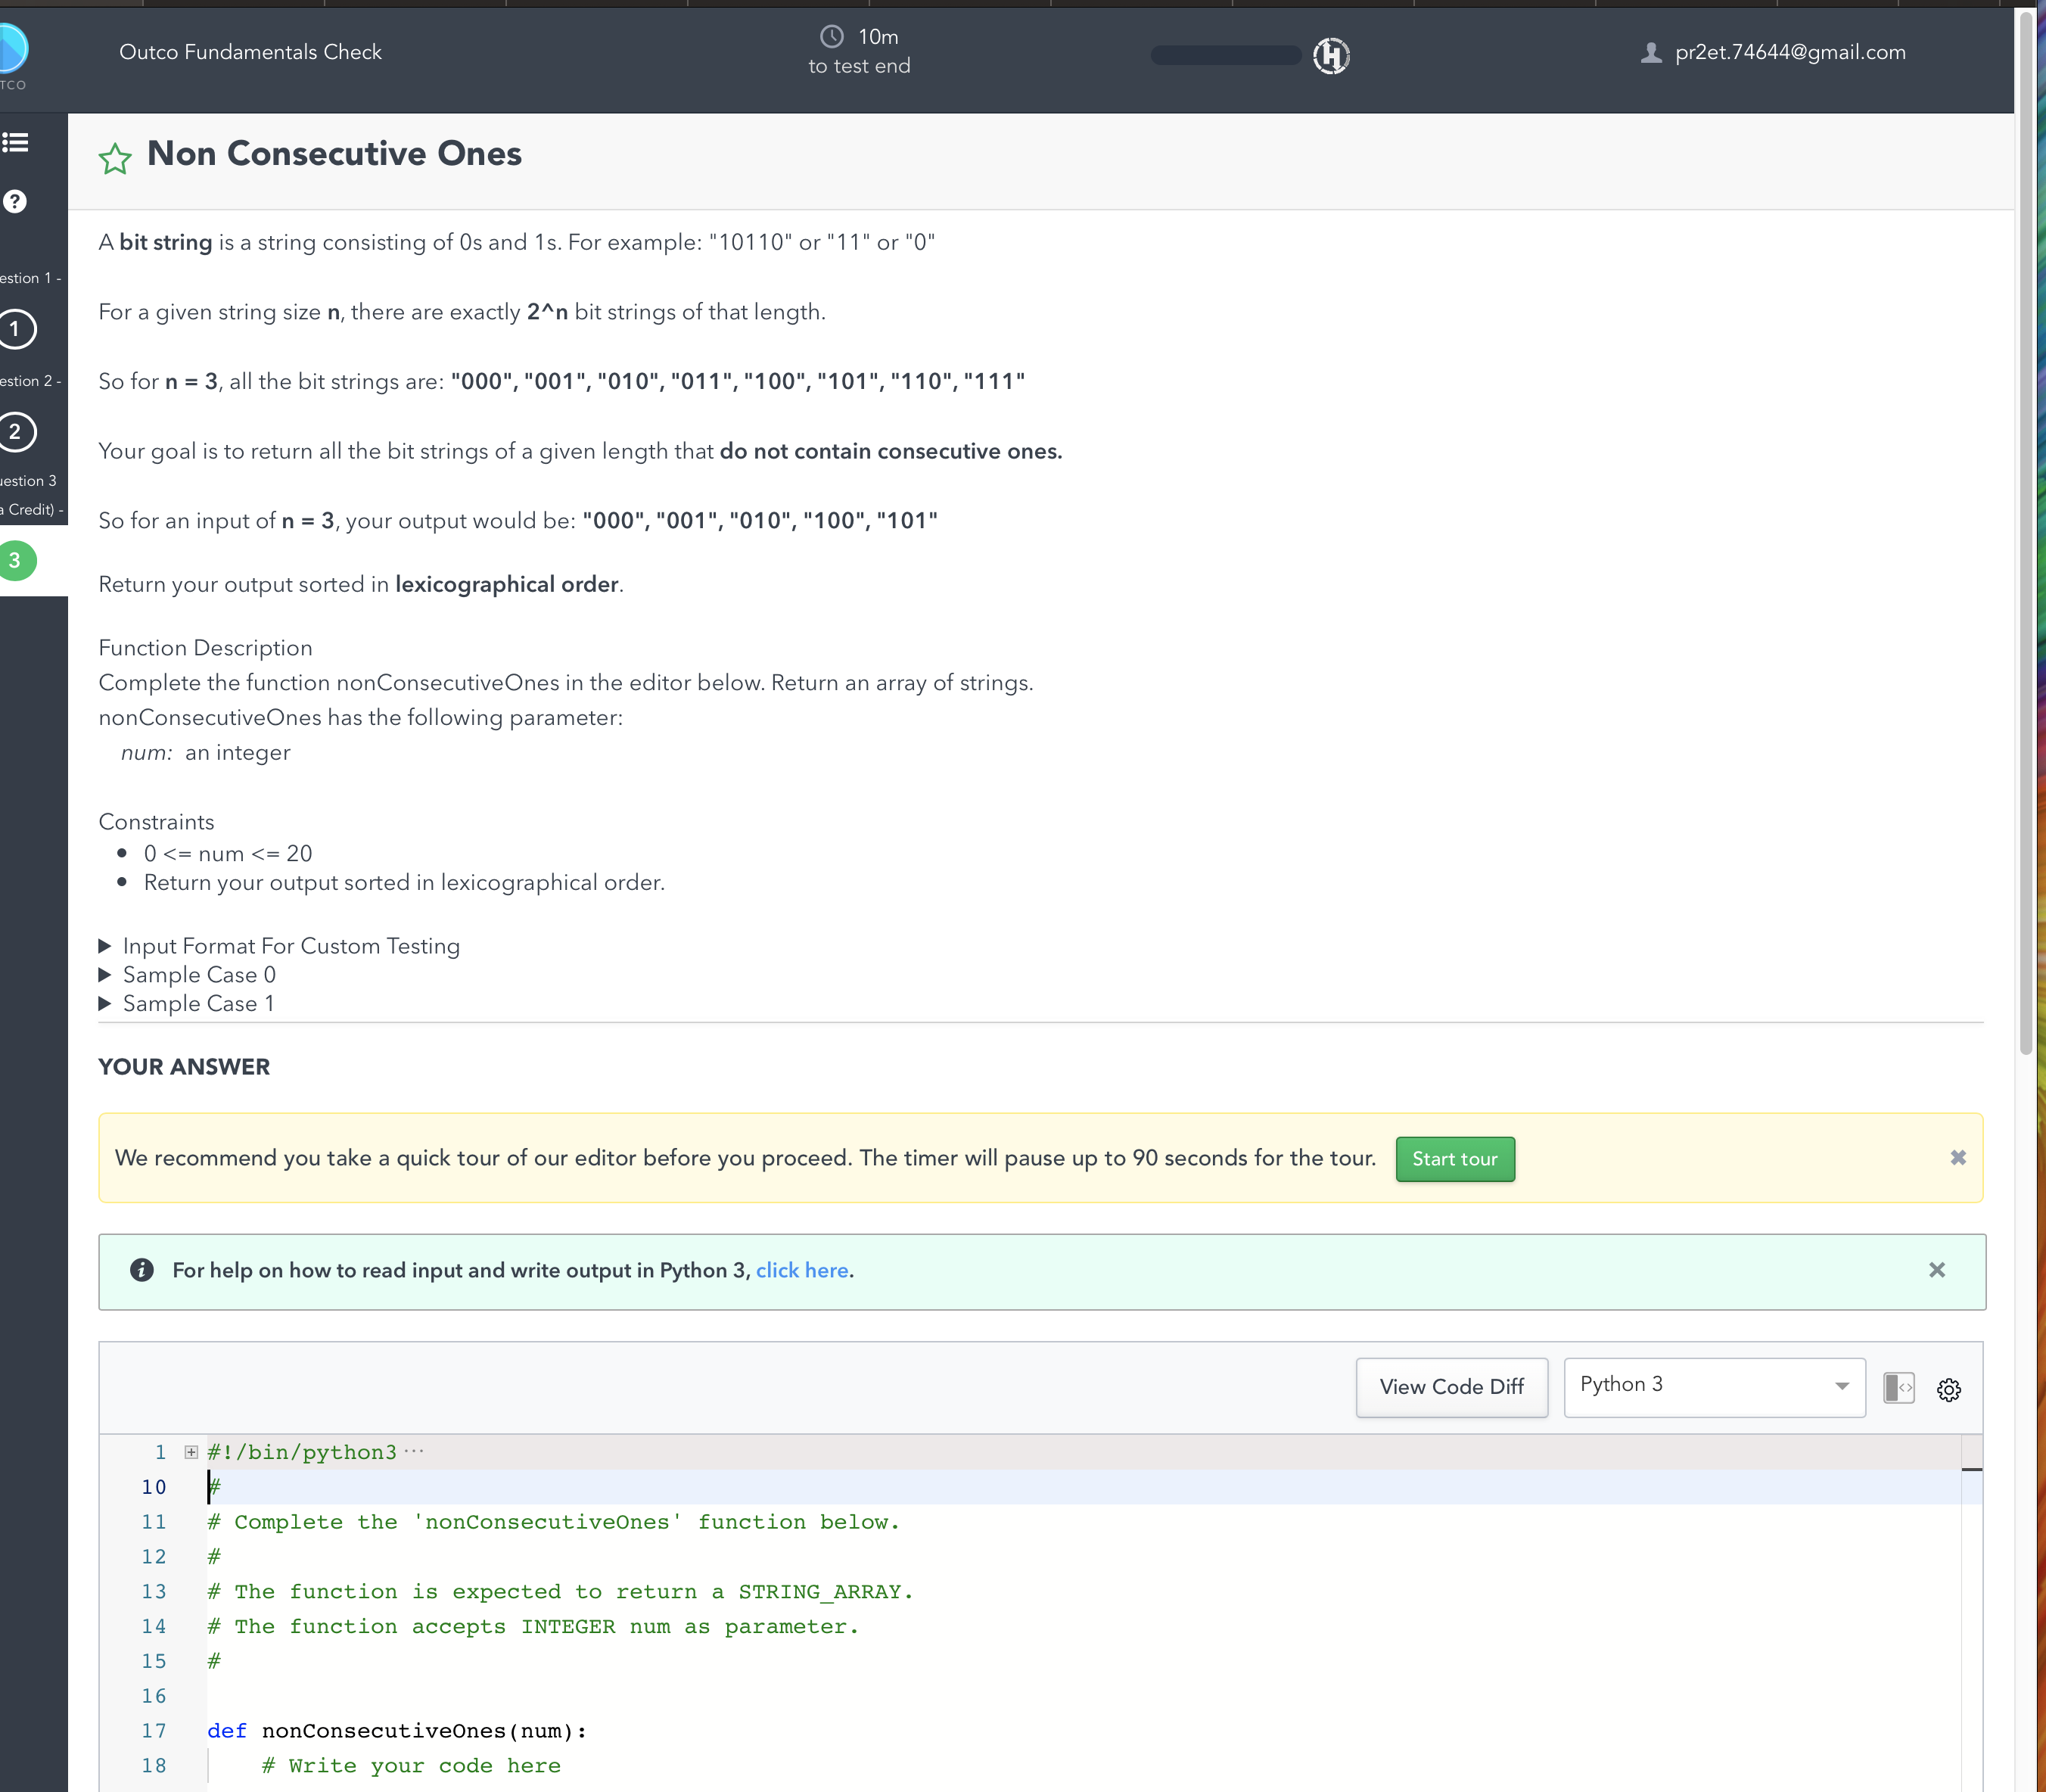 Outco Fundamentals Check
10m
to test end
pr2et.74644@gmail.com
TCO
Non Consecutive Ones
A bit string is a string consisting of 0s and 1s. For example: "10110" or "11" or "0"
estion 1 -
For a given string size n, there are exactly 2^n bit strings of that length.
1
estion 2 -
So for n = 3, all the bit strings are: "000", "001", "010", "011", "100", "101", "110", "111"
2
Your goal is to return all the bit strings of a given length that do not contain consecutive ones.
uestion 3
a Credit) -
So for an input of n = 3, your output would be: "000", "001", "010", "100", "101"
3
Return your output sorted in lexicographical order.
Function Description
Complete the function nonConsecutiveOnes in the editor below. Return an array of strings.
nonConsecutiveOnes has the following parameter:
num: an integer
Constraints
0 <= num <= 20
Return your output sorted in lexicographical order.
Input Format For Custom Testing
Sample Case 0
Sample Case 1
YOUR ANSWER
We recommend you take a quick tour of our editor before you proceed. The timer will pause up to 90 seconds for the tour. Start tour
For help on how to read input and write output in Python 3, click here.
View Code Diff Python 3
1 #!/bin/python3 ...
10 #
11 # Complete the 'nonConsecutiveOnes' function below.
12 #
13 # The function is expected to return a STRING_ARRAY.
14 # The function accepts INTEGER num as parameter.
15 #
16
17 def nonConsecutiveOnes(num):
18 # Write your code here